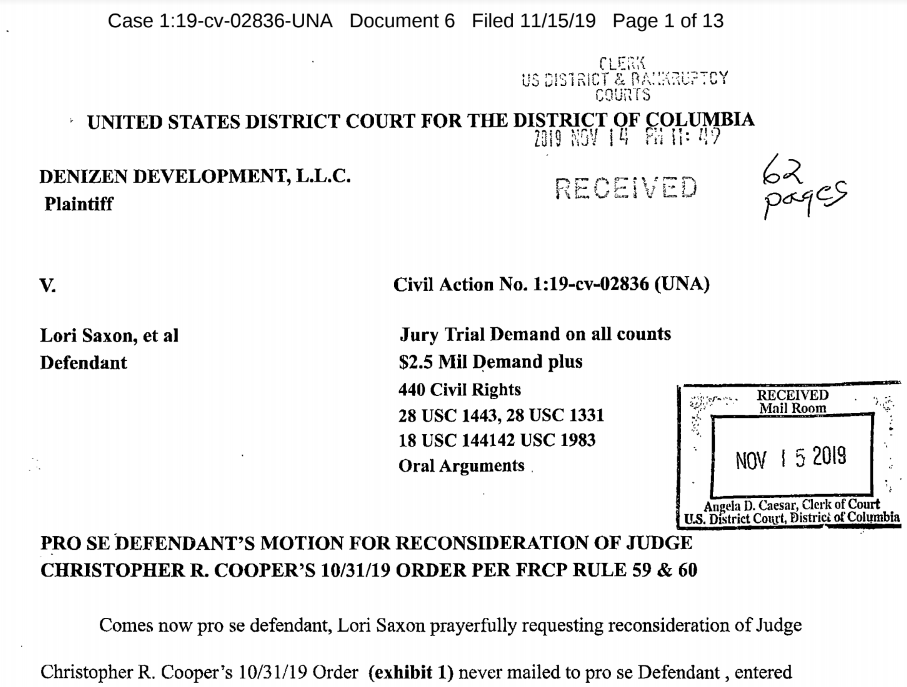 Case 1:19-cv-02836-UNA Document 6 Filed 11/15/19 Page 1 of 13
CLERK
US DISTRICT & BANKRUPTCY
COURTS
UNITED STATES DISTRICT COURT FOR THE DISTRICT OF COLUMBIA
2019 NOV 14 PM 11: 47
DENIZEN DEVELOPMENT, L.L.C.
Plaintiff
RECEIVED
62
pages
V.
Civil Action No. 1:19-cv-02836 (UNA)
Lori Saxon, et al
Jury Trial Demand on all counts
Defendant
$2.5 Mil Demand plus
440 Civil Rights
28 USC 1443, 28 USC 1331
18 USC 144142 USC 1983
Oral Arguments
RECEIVED
Mail Room
NOV 15 2019
Angela D. Caesar, Clerk of Court
U.S. District Court, District of Columbia
PRO SE DEFENDANT'S MOTION FOR RECONSIDERATION OF JUDGE
CHRISTOPHER R. COOPER'S 10/31/19 ORDER PER FRCP RULE 59 & 60
Comes now pro se defendant, Lori Saxon prayerfully requesting reconsideration of Judge
Christopher R. Cooper's 10/31/19 Order (exhibit 1) never mailed to pro se Defendant , entered